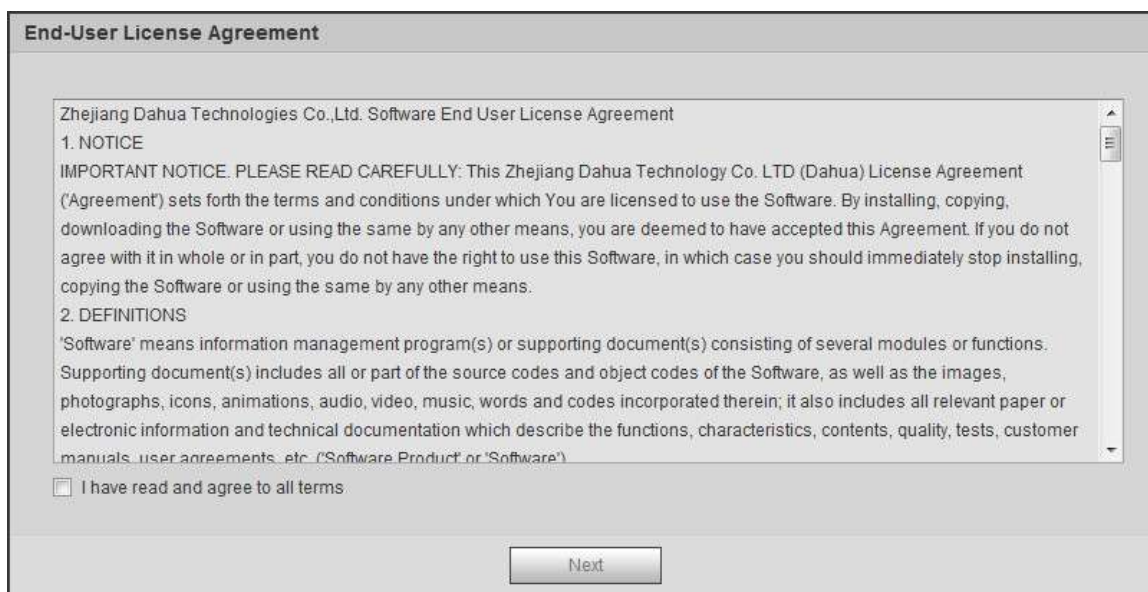 End-User License Agreement
Zhejiang Dahua Technologies Co.,Ltd. Software End User License Agreement
1. NOTICE
IMPORTANT NOTICE. PLEASE READ CAREFULLY: This Zhejiang Dahua Technology Co. LTD (Dahua) License Agreement
('Agreement') sets forth the terms and conditions under which You are licensed to use the Software. By installing, copying,
downloading the Software or using the same by any other means, you are deemed to have accepted this Agreement. If you do not
agree with it in whole or in part, you do not have the right to use this Software, in which case you should immediately stop installing,
copying the Software or using the same by any other means.
2. DEFINITIONS
'Software' means information management program(s) or supporting document(s) consisting of several modules or functions.
Supporting document(s) includes all or part of the source codes and object codes of the Software, as well as the images,
photographs, icons, animations, audio, video, music, words and codes incorporated therein; it also includes all relevant paper or
electronic information and technical documentation which describe the functions, characteristics, contents, quality, tests, customer
manuals, user agreements, etc. ('Software Product' or 'Software')
I have read and agree to all terms
Next